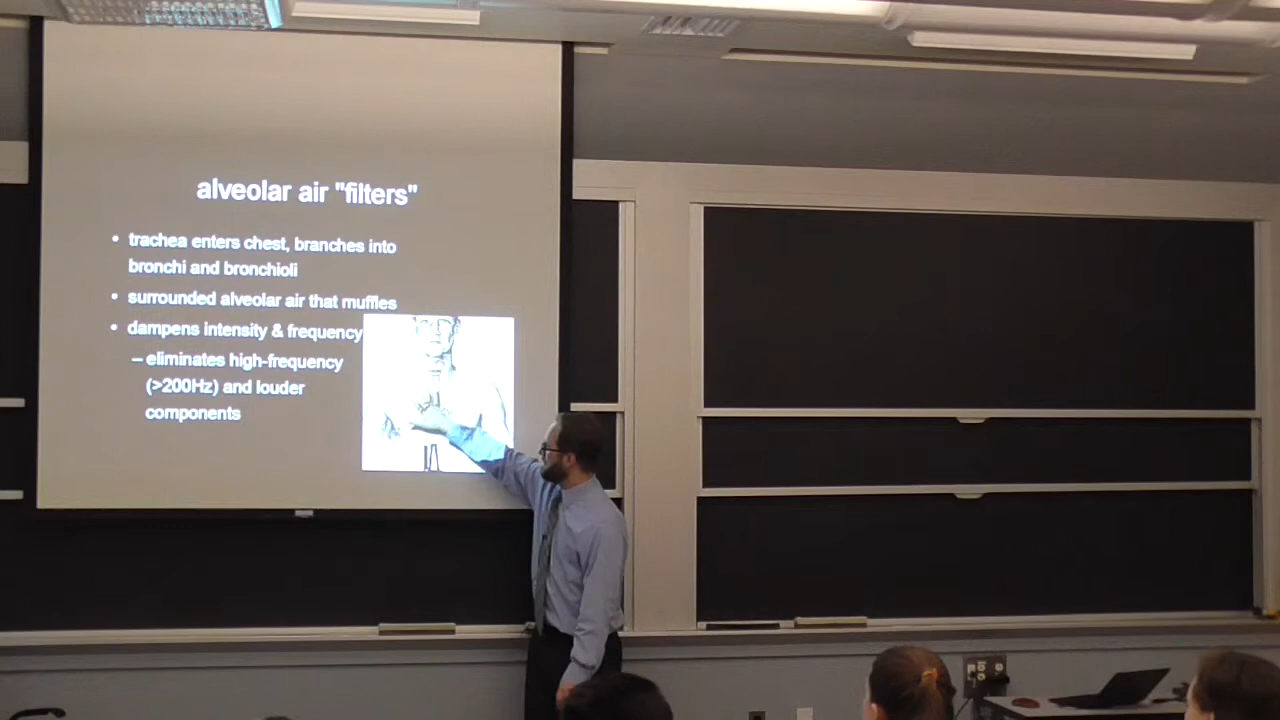 alveolar air "filters"
• trachea enters chest, branches into
bronchi and bronchioli
• surrounded alveolar air that muffles
• dampens intensity & frequency
– eliminates high-frequency
(>200Hz) and louder
components